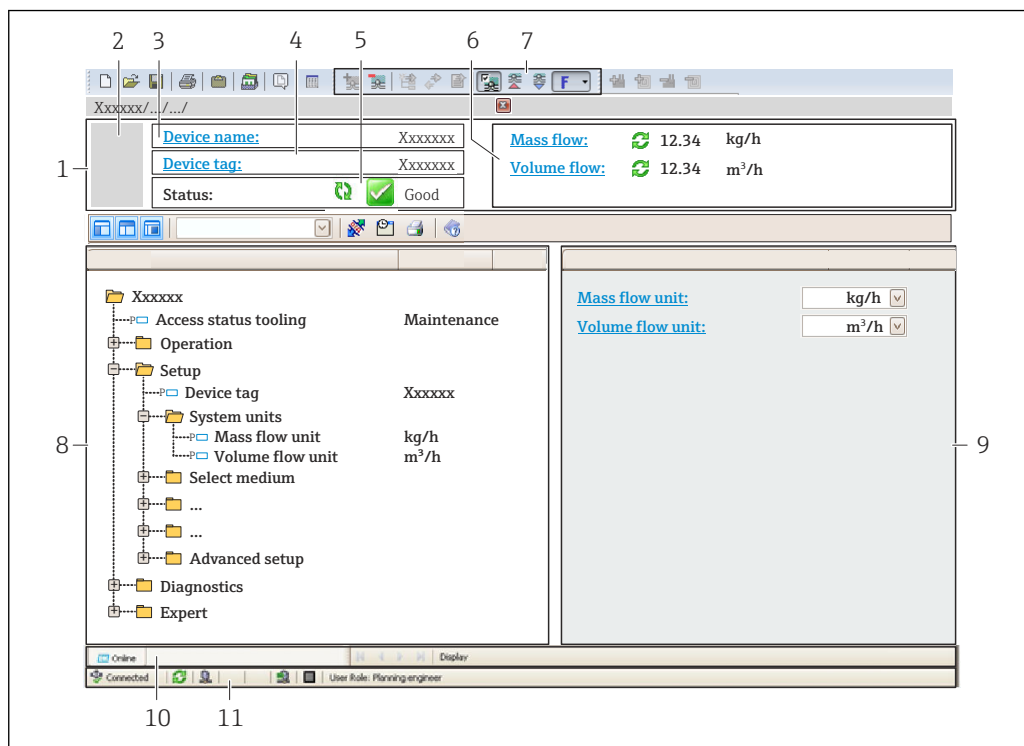 2 3 4 5 6 7
F
Xxxxxx/.../.../
1
Device name: Xxxxxxx
Device tag: Xxxxxxx
Status: Good
Mass flow: 12.34 kg/h
Volume flow: 12.34 m³/h
Xxxxxx
P Access status tooling Maintenance
Operation
Setup
P Device tag Xxxxxx
System units
P Mass flow unit kg/h
P Volume flow unit m³/h
Select medium
...
...
Advanced setup
Diagnostics
Expert
8
Mass flow unit: kg/h
Volume flow unit: m³/h
9
Online Display
Connected User Role: Planning engineer
10 11